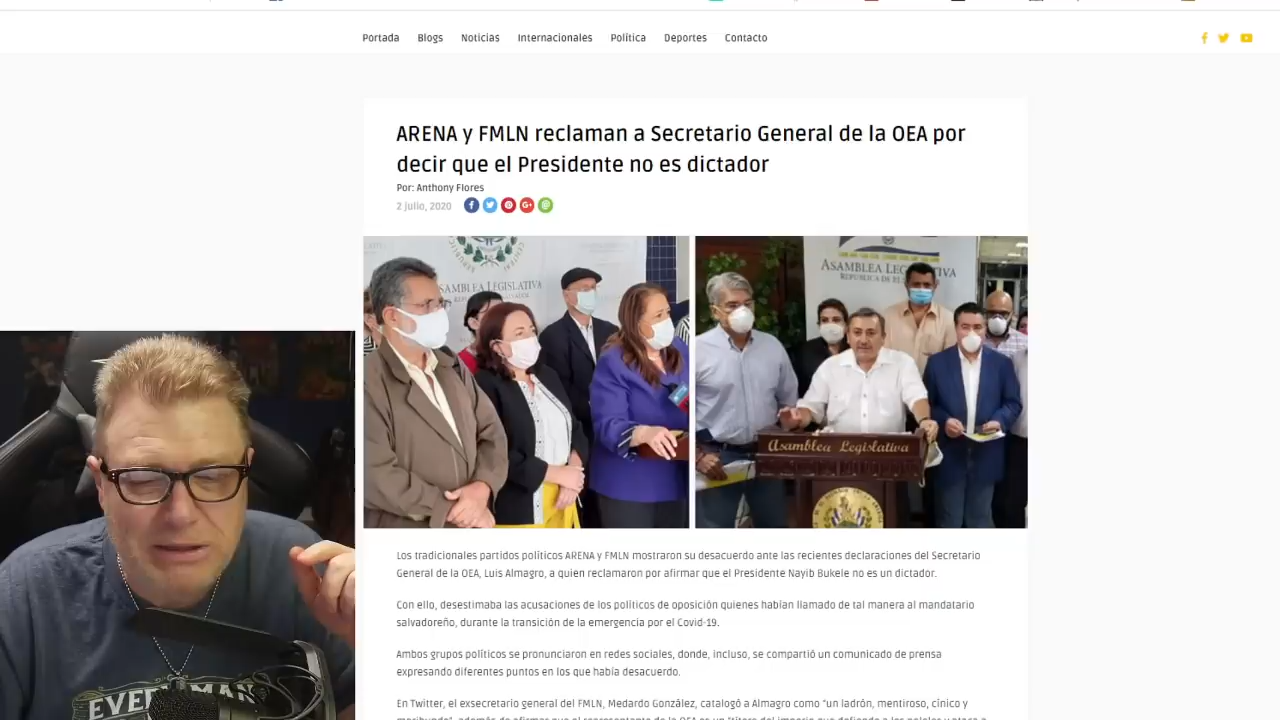 Portada Blogs Noticias Internacionales Política Deportes Contacto
ARENA y FMLN reclaman a Secretario General de la OEA por
decir que el Presidente no es dictador
Por: Anthony Flores
2 julio, 2020
ASAMBLEA LEGISLATIVA
ASAMBLEA LEGISLATIVA
REPUBLICA DE EL
Asamblea Legislativa
Los tradicionales partidos políticos ARENA y FMLN mostraron su desacuerdo ante las recientes declaraciones del Secretario
General de la OEA, Luis Almagro, a quien reclamaron por afirmar que el Presidente Nayib Bukele no es un dictador.
Con ello, desestimaba las acusaciones de los políticos de oposición quienes habían llamado de tal manera al mandatario
salvadoreño, durante la transición de la emergencia por el Covid-19.
Ambos grupos políticos se pronunciaron en redes sociales, donde, incluso, se compartió un comunicado de prensa
expresando diferentes puntos en los que había desacuerdo.
En Twitter, el exsecretario general del FMLN, Medardo González, catalogó a Almagro como "un ladrón, mentiroso, cínico y